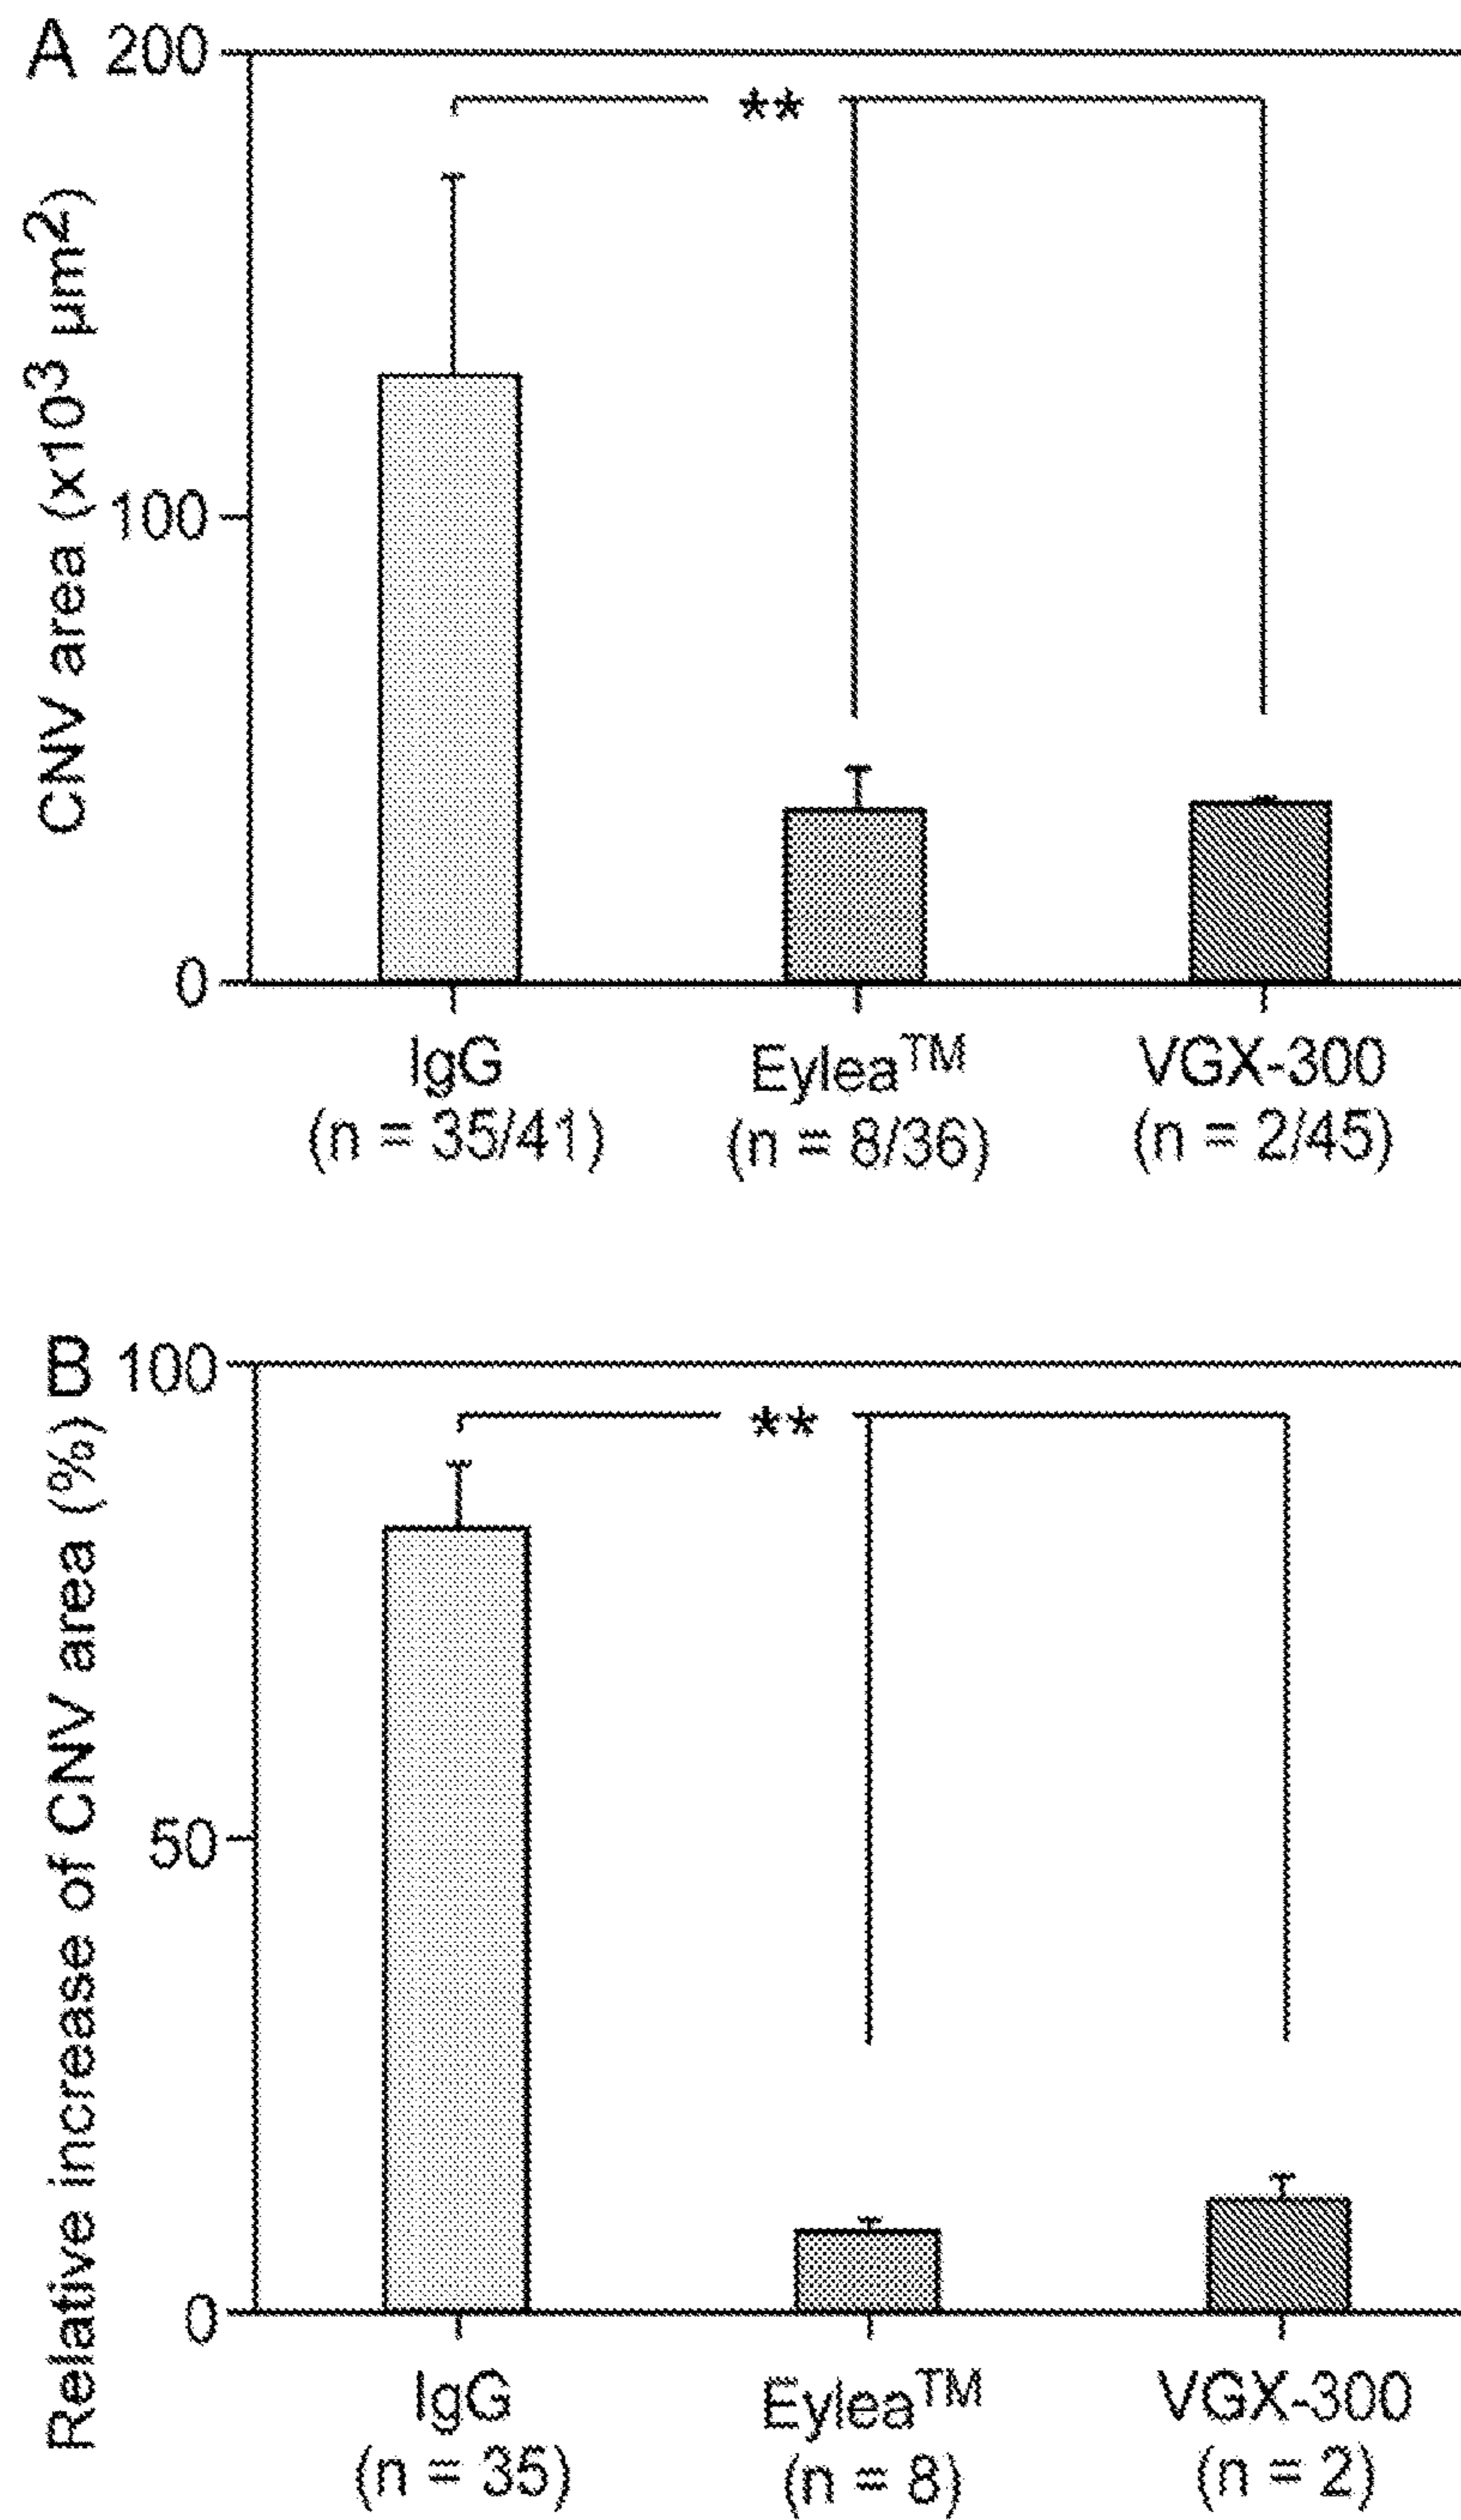 A
200
**
CNV area (x10³ µm²)
100
0
IgG
(n = 35/41)
Eylea™
(n = 8/36)
VGX-300
(n = 2/45)
B
100
**
Relative increase of CNV area (%)
50
0
IgG
(n = 35)
Eylea™
(n = 8)
VGX-300
(n = 2)